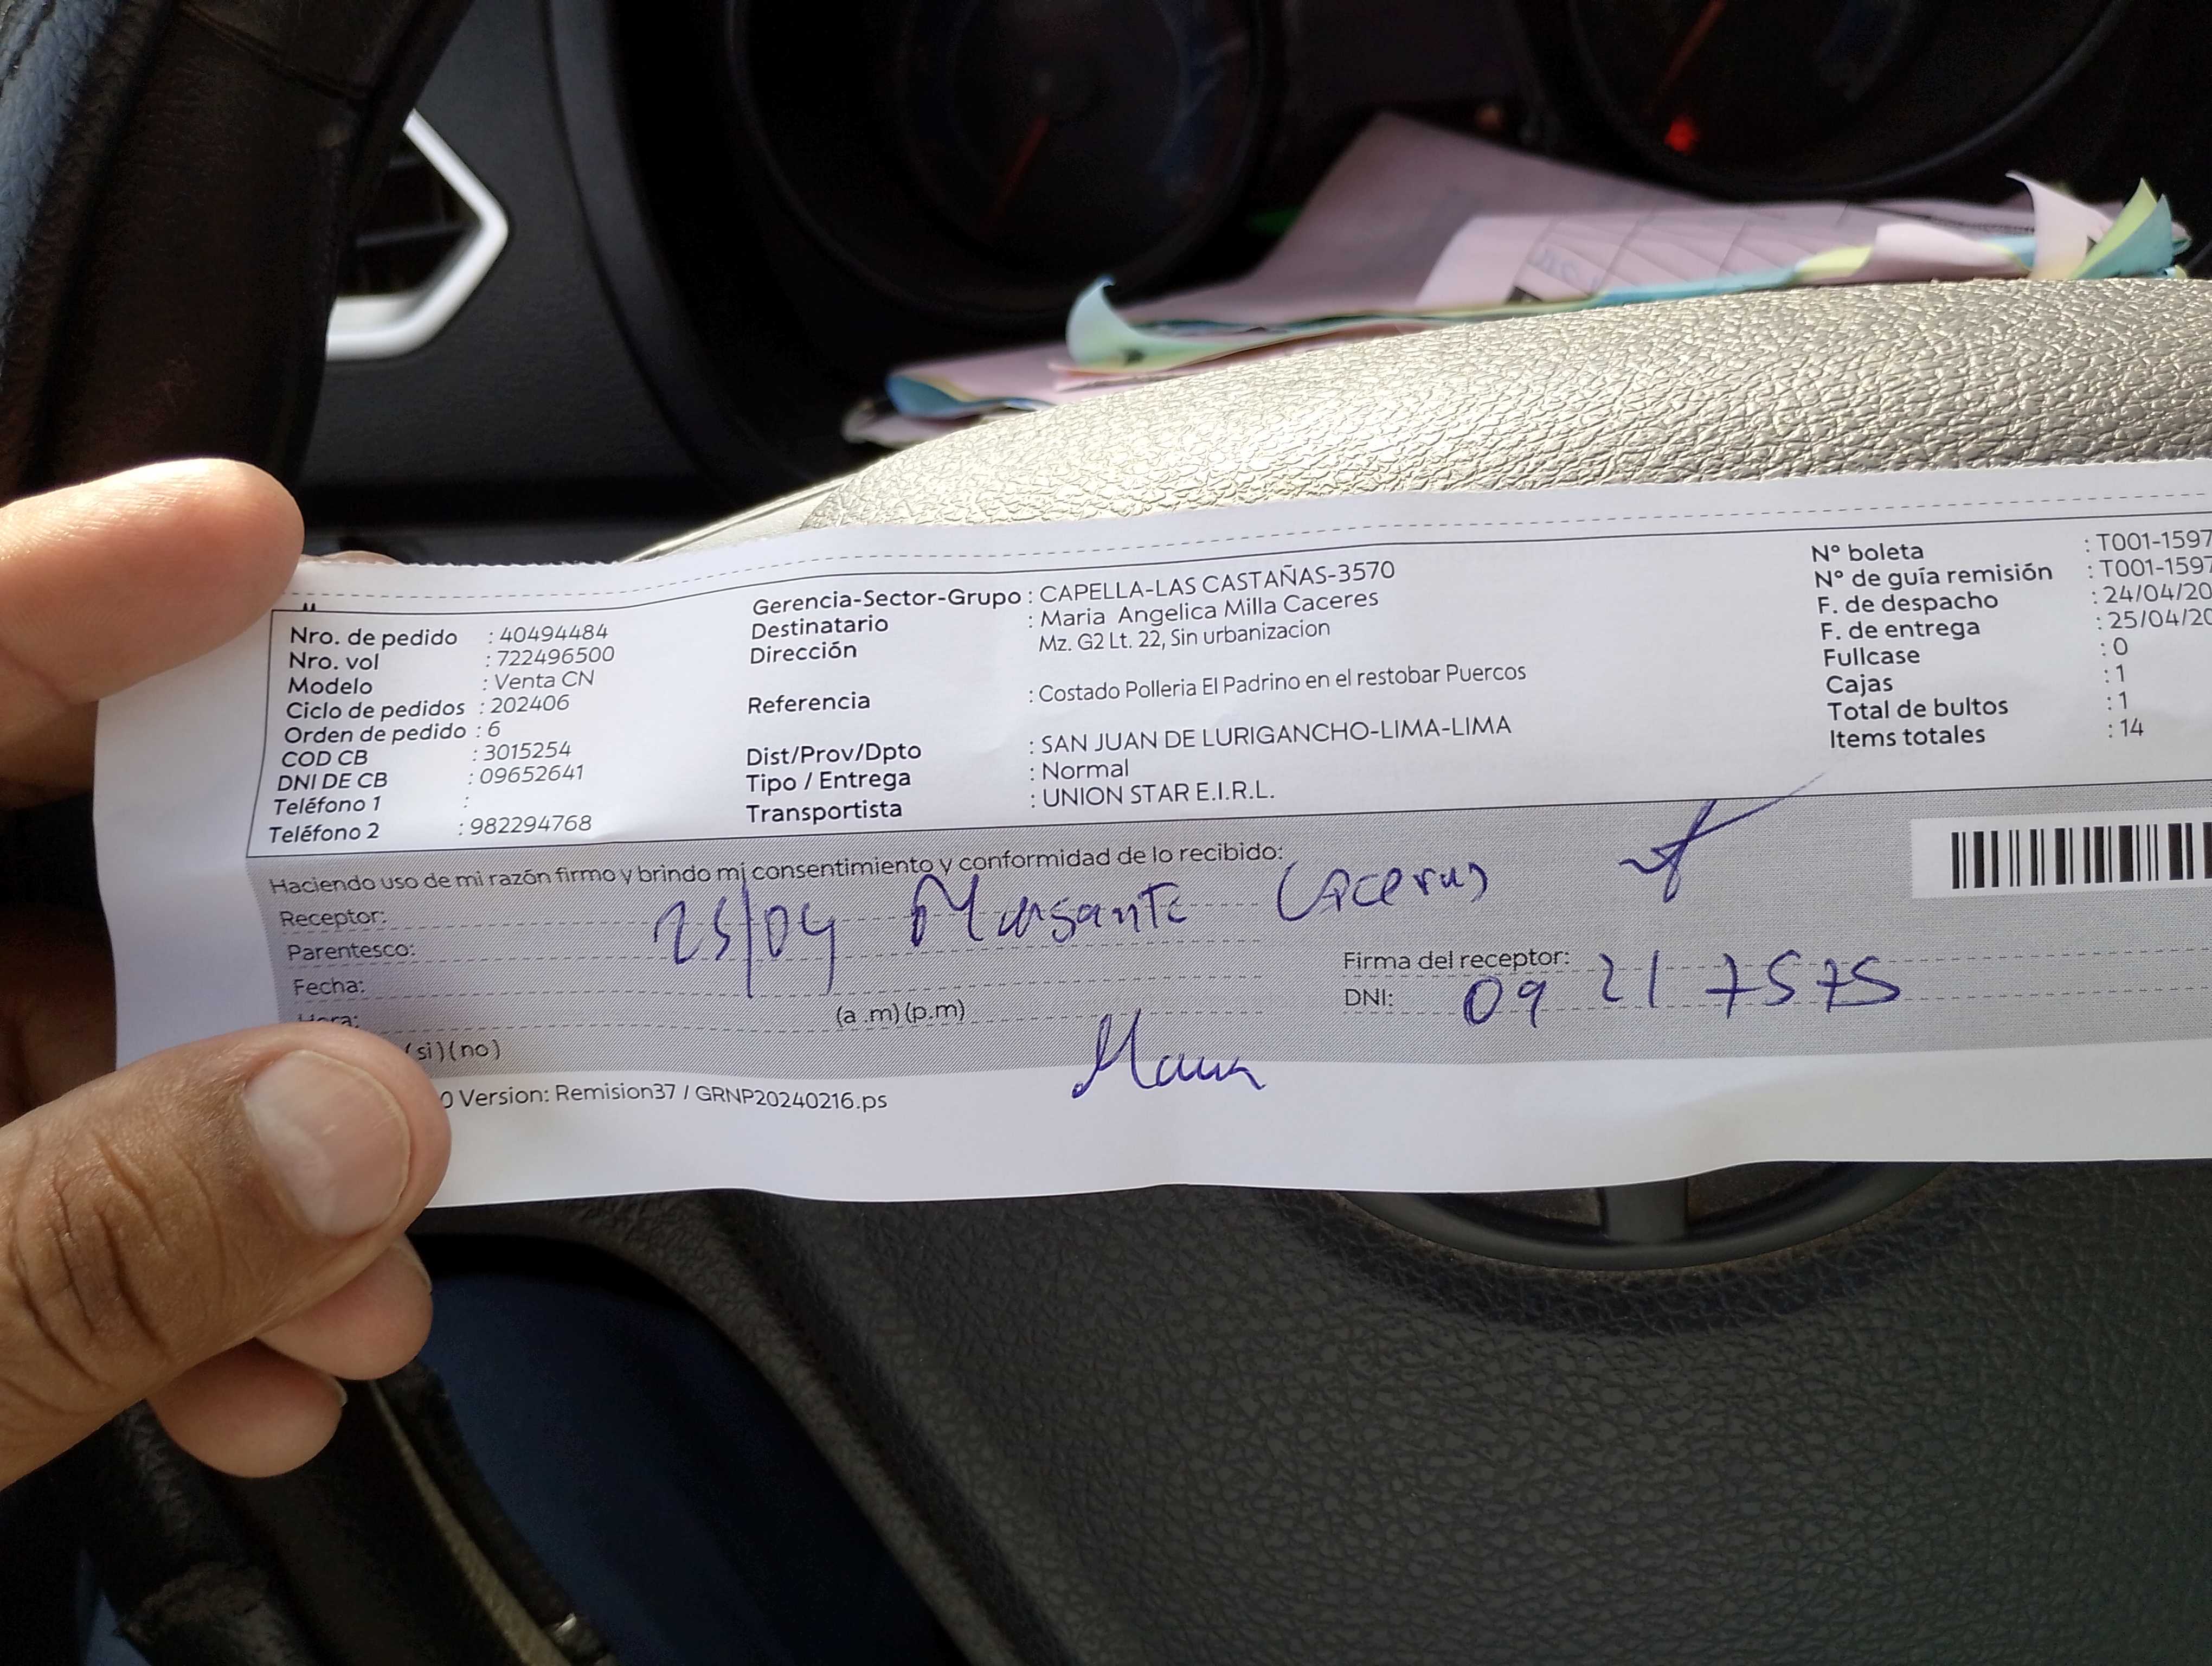 Nro. de pedido : 40494484
Nro. vol : 722496500
Modelo : Venta CN
Ciclo de pedidos : 202406
Orden de pedido : 6
COD CB : 3015254
DNI DE CB : 09652641
Teléfono 1 :
Teléfono 2 : 982294768
Gerencia-Sector-Grupo : CAPELLA-LAS CASTAÑAS-3570
Destinatario : Maria Angelica Milla Caceres
Dirección Mz. G2 Lt. 22, Sin urbanizacion
Referencia : Costado Polleria El Padrino en el restobar Puercos
Dist/Prov/Dpto : SAN JUAN DE LURIGANCHO-LIMA-LIMA
Tipo / Entrega : Normal
Transportista : UNION STAR E.I.R.L.
N° boleta : T001-1597
N° de guía remisión : T001-1597
F. de despacho : 24/04/20
F. de entrega : 25/04/20
Fullcase : 0
Cajas : 1
Total de bultos : 1
Items totales : 14
Haciendo uso de mi razón firmo y brindo mi consentimiento y conformidad de lo recibido:
Receptor:
25/04
Parentesco:
Fecha:
Hora: (a .m) (p.m)
(si) (no)
Firma del receptor:
DNI: 09217575
0 Version: Remision37 / GRNP20240216.ps